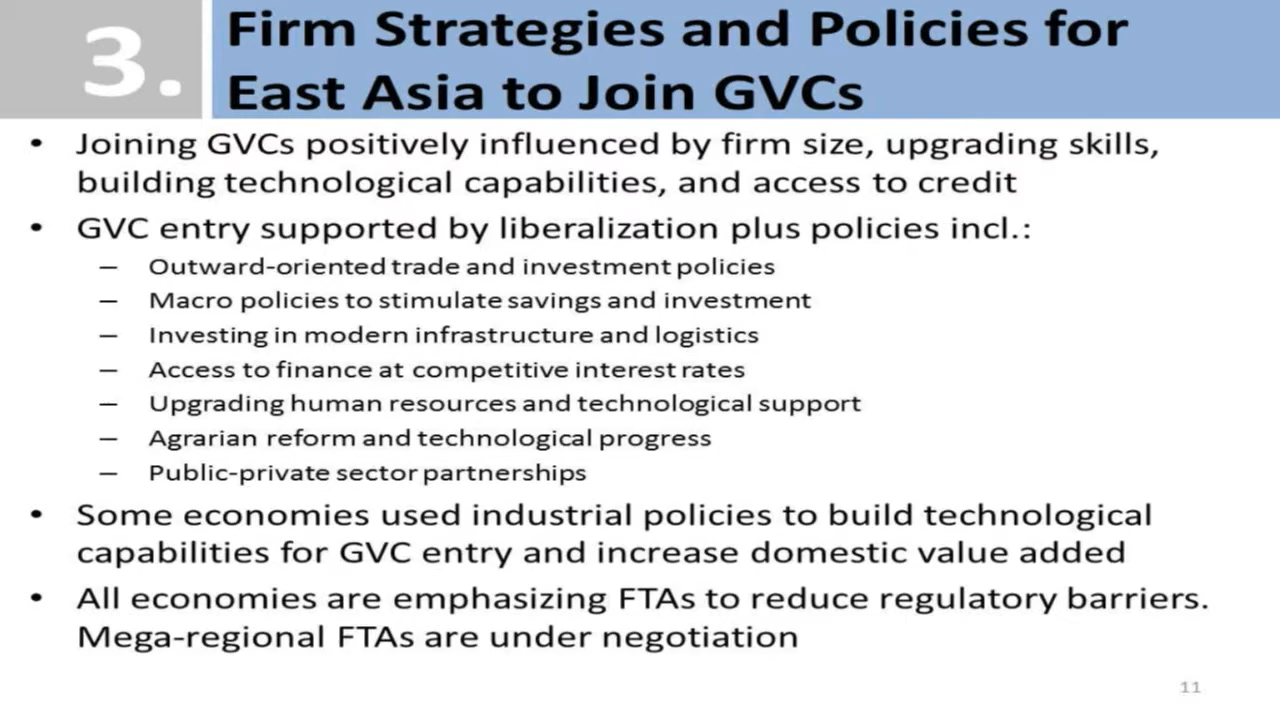 3.
Firm Strategies and Policies for
East Asia to Join GVCs
• Joining GVCs positively influenced by firm size, upgrading skills,
building technological capabilities, and access to credit
• GVC entry supported by liberalization plus policies incl.:
– Outward-oriented trade and investment policies
– Macro policies to stimulate savings and investment
– Investing in modern infrastructure and logistics
– Access to finance at competitive interest rates
– Upgrading human resources and technological support
– Agrarian reform and technological progress
– Public-private sector partnerships
• Some economies used industrial policies to build technological
capabilities for GVC entry and increase domestic value added
• All economies are emphasizing FTAs to reduce regulatory barriers.
Mega-regional FTAs are under negotiation
11